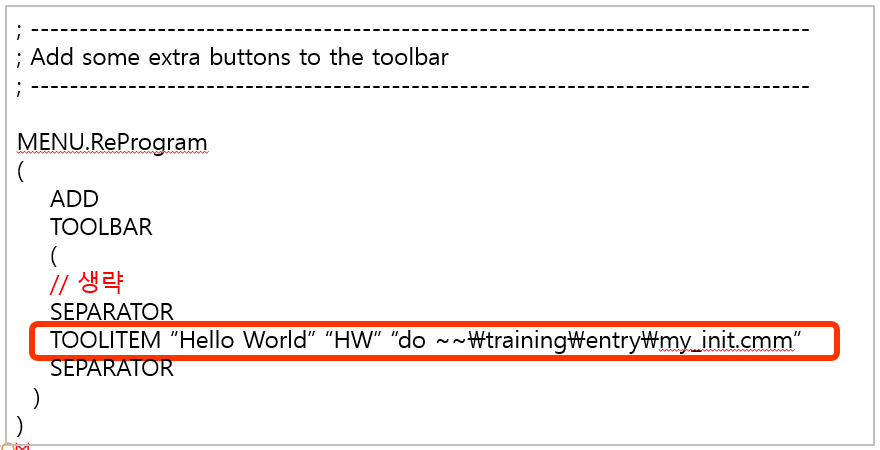 ; --------------------------------------------------------------------------------
; Add some extra buttons to the toolbar
; --------------------------------------------------------------------------------
MENU.ReProgram
(
ADD
TOOLBAR
(
// 생략
SEPARATOR
TOOLITEM “Hello World” “HW” “do ~~₩training₩entry₩my_init.cmm”
SEPARATOR
)
)